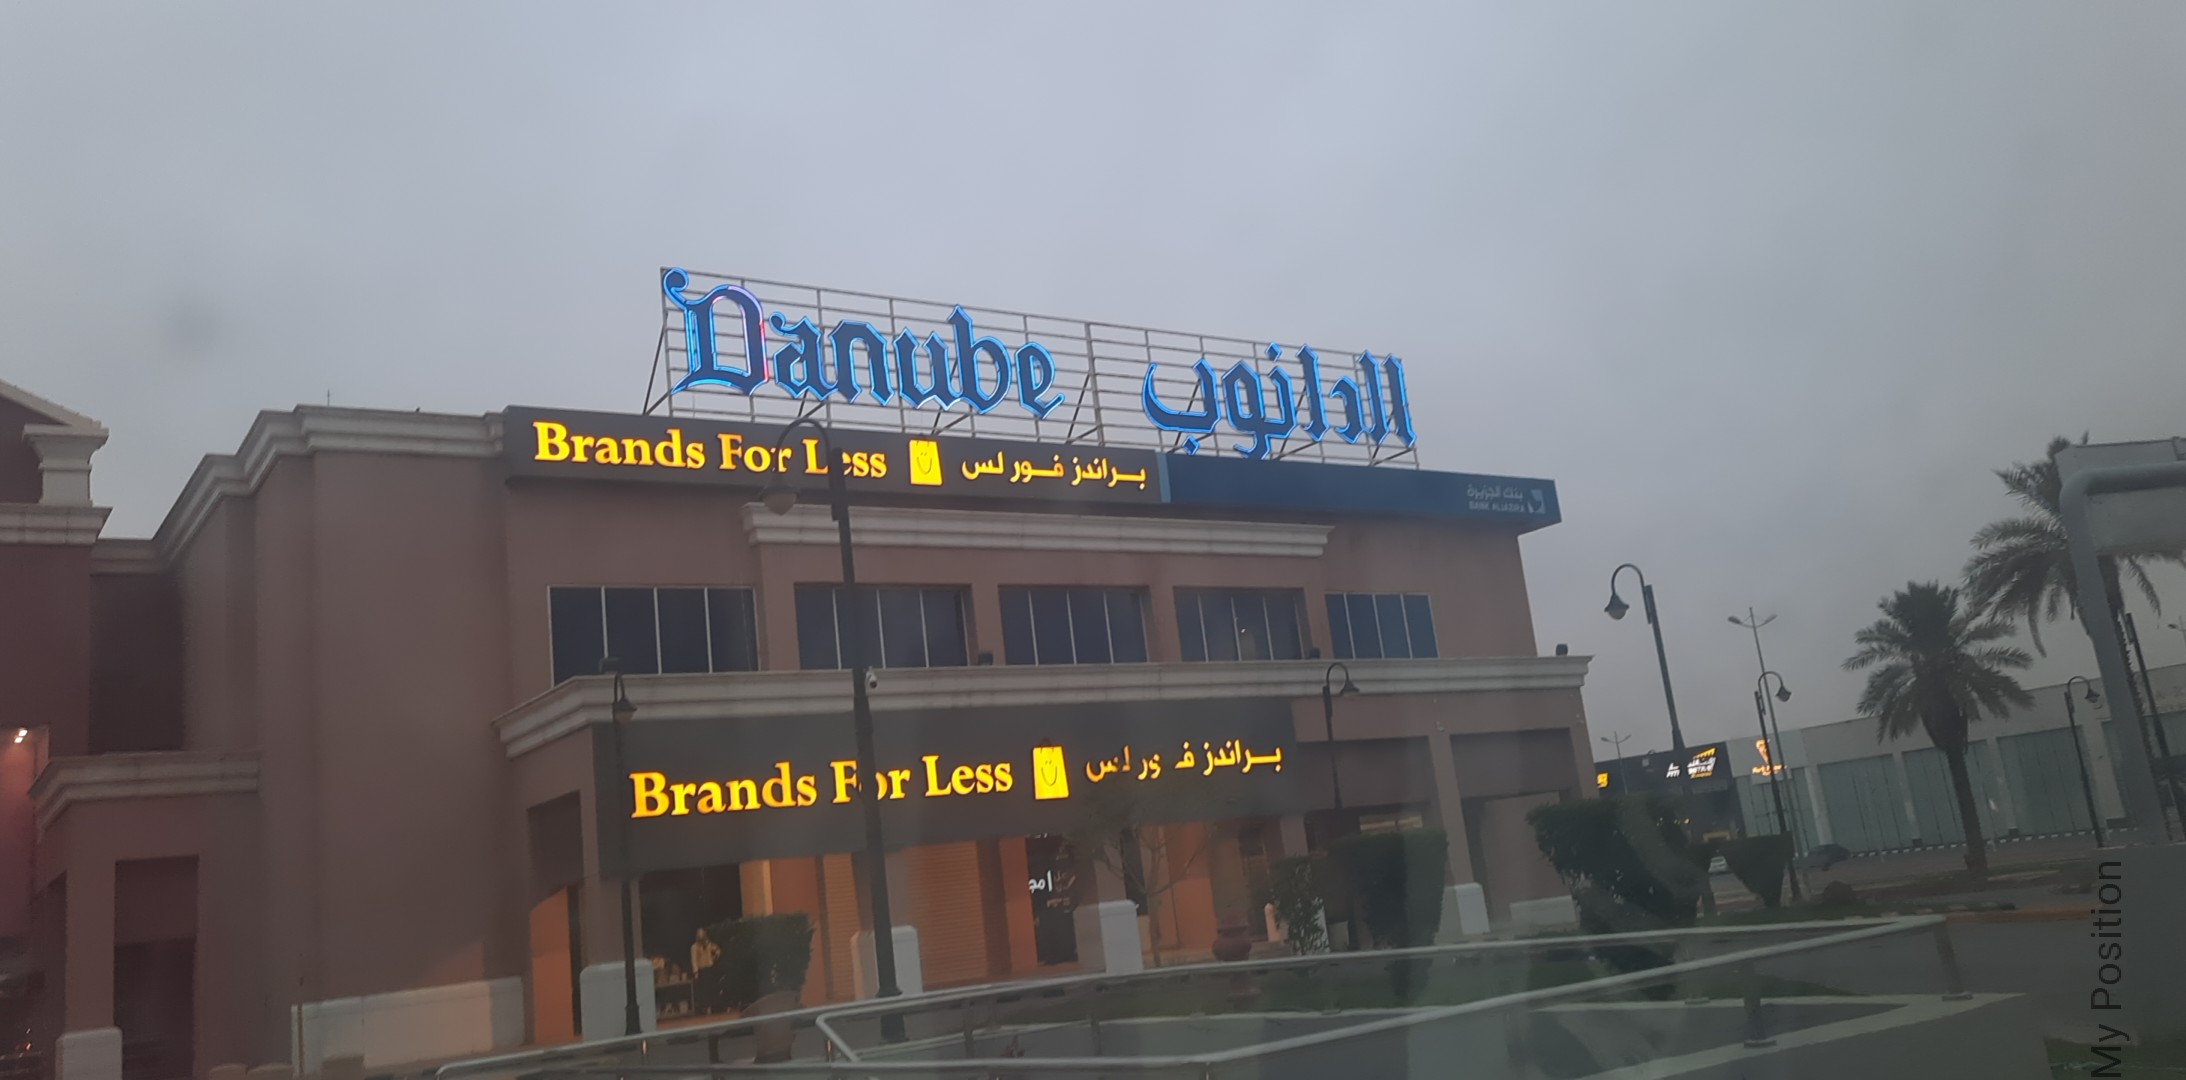 Danube الدانوب
Brands For Less براندز فور لس
بنك الجزيرة
BANK ALJAZIRA
Brands For Less براندز فور لس
My Position